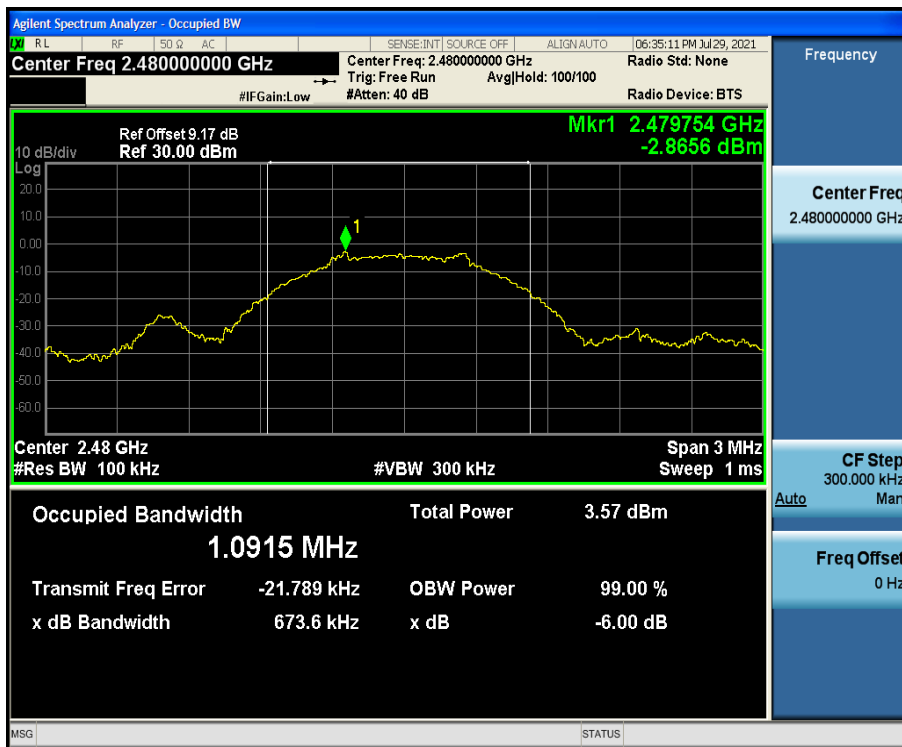 Agilent Spectrum Analyzer - Occupied BW
LXI RL RF 50 Ω AC SENSE:INT SOURCE OFF ALIGN AUTO 06:35:11 PM Jul 29, 2021
Center Freq 2.480000000 GHz
Center Freq: 2.480000000 GHz
Radio Std: None
Trig: Free Run Avg|Hold: 100/100
#IFGain:Low
#Atten: 40 dB
Radio Device: BTS
Frequency
Mkr1 2.479754 GHz
-2.8656 dBm
Ref Offset 9.17 dB
10 dB/div Ref 30.00 dBm
Log
20.0
10.0
0.00
-10.0
-20.0
-30.0
-40.0
-50.0
-60.0
1
Center 2.48 GHz Span 3 MHz
#Res BW 100 kHz #VBW 300 kHz Sweep 1 ms
Occupied Bandwidth Total Power 3.57 dBm
1.0915 MHz
Transmit Freq Error -21.789 kHz OBW Power 99.00 %
x dB Bandwidth 673.6 kHz x dB -6.00 dB
Center Freq
2.480000000 GHz
CF Step
300.000 kHz
Auto Man
Freq Offset
0 Hz
MSG STATUS